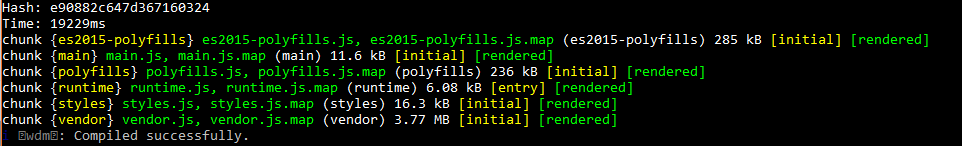 Hash: e90882c647d367160324
Time: 19229ms
chunk {es2015-polyfills} es2015-polyfills.js, es2015-polyfills.js.map (es2015-polyfills) 285 kB [initial] [rendered]
chunk {main} main.js, main.js.map (main) 11.6 kB [initial] [rendered]
chunk {polyfills} polyfills.js, polyfills.js.map (polyfills) 236 kB [initial] [rendered]
chunk {runtime} runtime.js, runtime.js.map (runtime) 6.08 kB [entry] [rendered]
chunk {styles} styles.js, styles.js.map (styles) 16.3 kB [initial] [rendered]
chunk {vendor} vendor.js, vendor.js.map (vendor) 3.77 MB [initial] [rendered]
wdm: Compiled successfully.